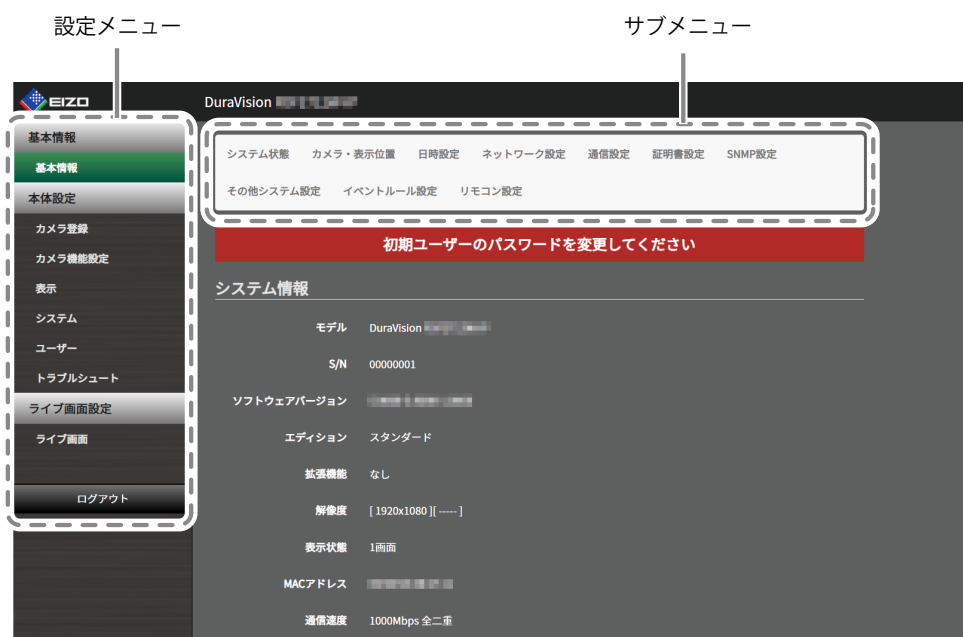 設定メニュー
サブメニュー
EIZO
DuraVision
基本情報
基本情報
本体設定
カメラ登録
カメラ機能設定
表示
システム
ユーザー
トラブルシュート
ライブ画面設定
ライブ画面
ログアウト
システム状態 カメラ・表示位置 日時設定 ネットワーク設定 通信設定 証明書設定 SNMP設定
その他システム設定 イベントルール設定 リモコン設定
初期ユーザーのパスワードを変更してください
システム情報
モデル DuraVision
S/N 00000001
ソフトウェアバージョン
エディション スタンダード
拡張機能 なし
解像度 [ 1920x1080 ][ ----- ]
表示状態 1画面
MACアドレス
通信速度 1000Mbps 全二重